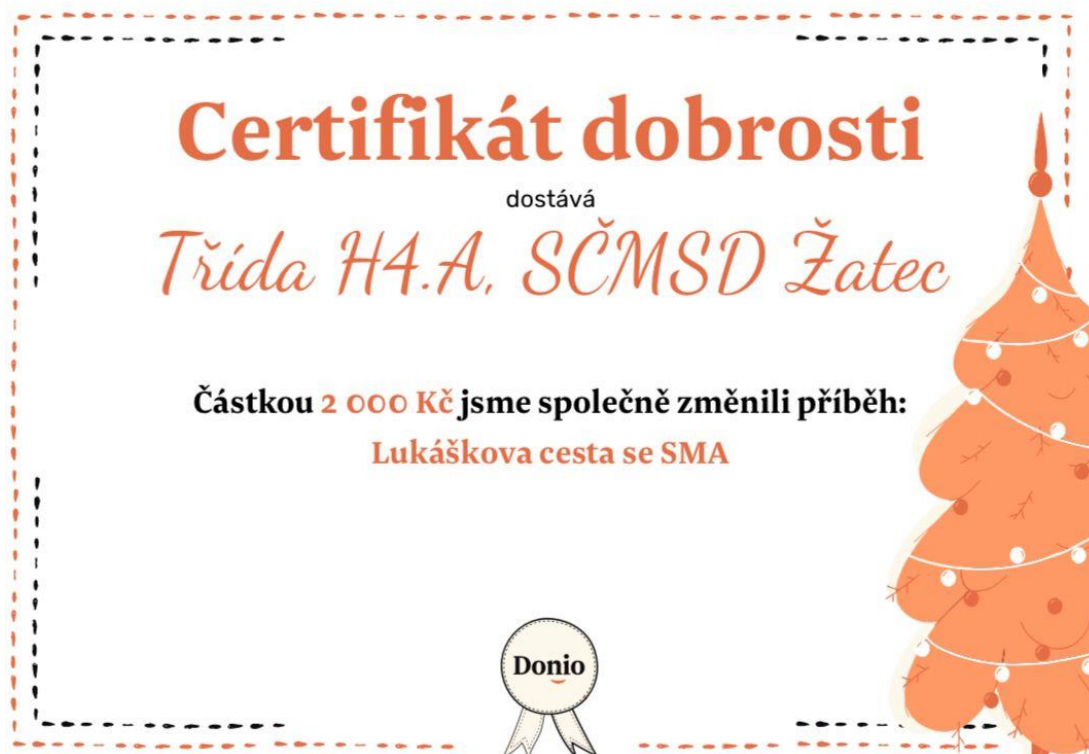 Certifikát dobrosti
dostává
Třída H4.A, SČMSD Žatec
Částkou 2 000 Kč jsme společně změnili příběh:
Lukáškova cesta se SMA
Donio